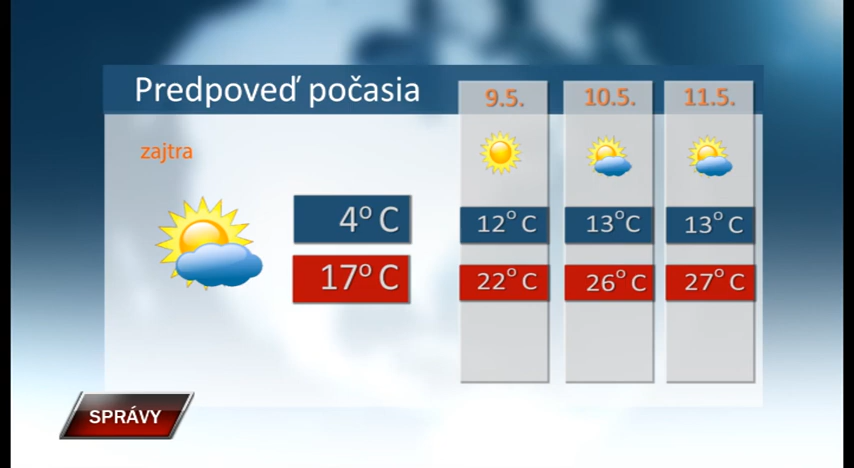 Predpoveď počasia
zajtra
4° C
17° C
9.5.
12° C
22° C
10.5.
13°C
26° C
11.5.
13° C
27° C
SPRÁVY